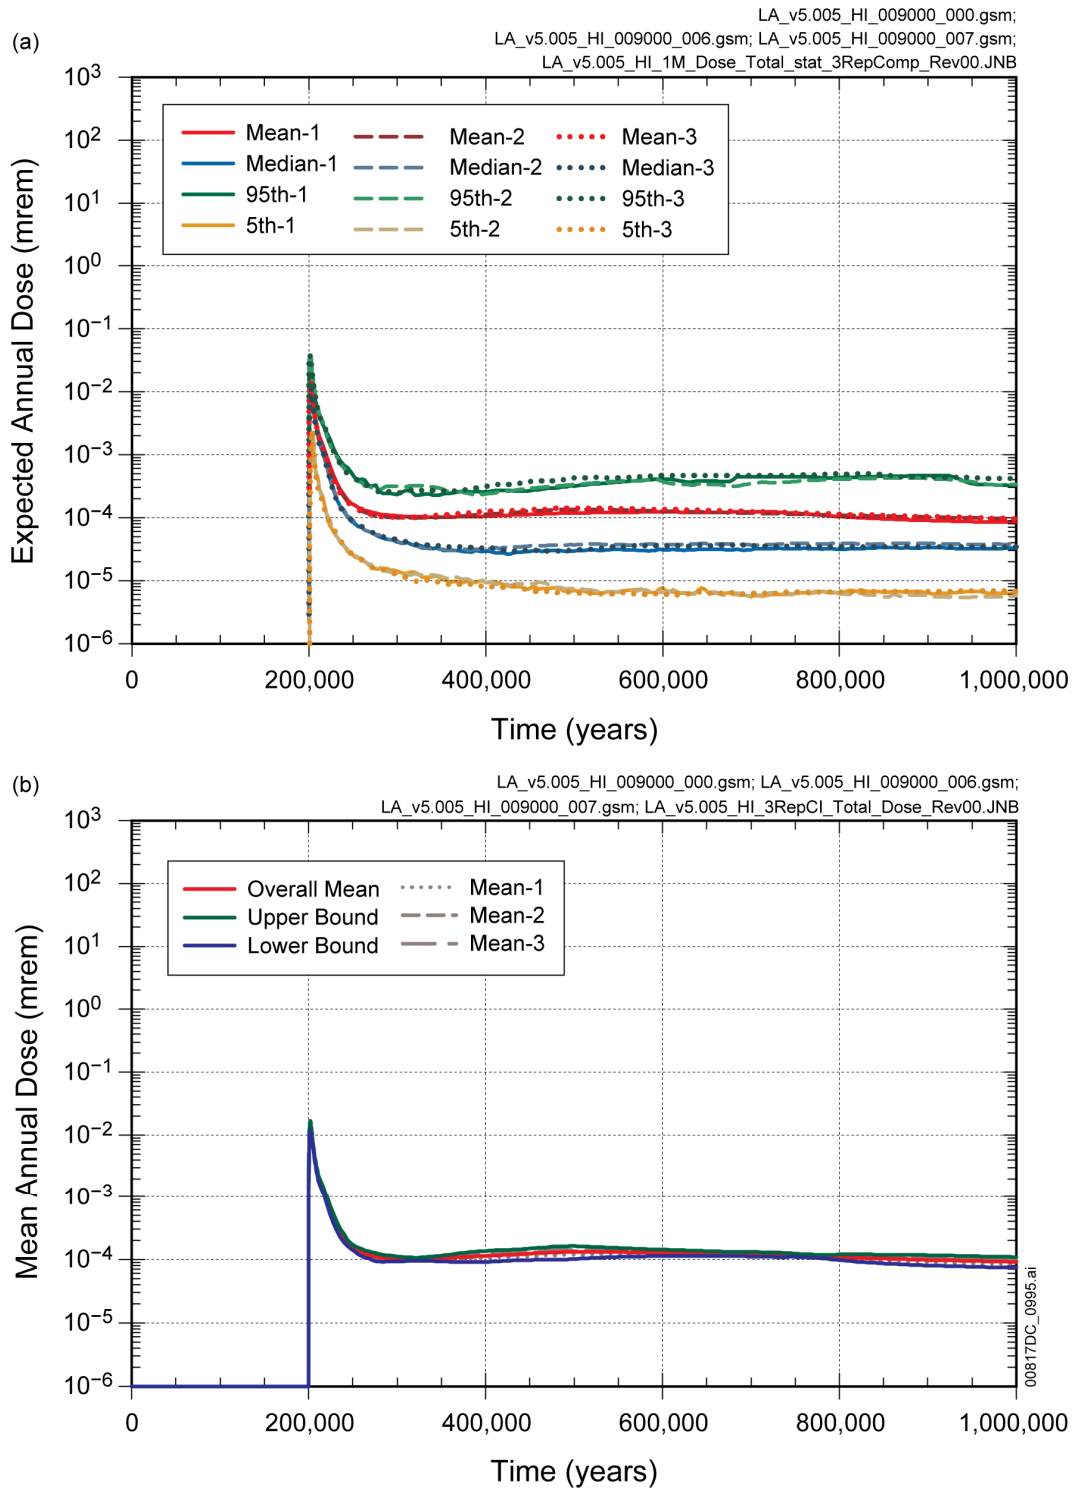 (a)
LA_v5.005_HI_009000_000.gsm;
LA_v5.005_HI_009000_006.gsm; LA_v5.005_HI_009000_007.gsm;
LA_v5.005_HI_1M_Dose_Total_stat_3RepComp_Rev00.JNB
Expected Annual Dose (mrem)
10³
10²
10¹
10⁰
10⁻¹
10⁻²
10⁻³
10⁻⁴
10⁻⁵
10⁻⁶
Mean-1 Mean-2 Mean-3
Median-1 Median-2 Median-3
95th-1 95th-2 95th-3
5th-1 5th-2 5th-3
0 200,000 400,000 600,000 800,000 1,000,000
Time (years)
(b)
LA_v5.005_HI_009000_000.gsm; LA_v5.005_HI_009000_006.gsm;
LA_v5.005_HI_009000_007.gsm; LA_v5.005_HI_3RepCI_Total_Dose_Rev00.JNB
Mean Annual Dose (mrem)
10³
10²
10¹
10⁰
10⁻¹
10⁻²
10⁻³
10⁻⁴
10⁻⁵
10⁻⁶
Overall Mean Mean-1
Upper Bound Mean-2
Lower Bound Mean-3
0 200,000 400,000 600,000 800,000 1,000,000
Time (years)
00817DC_0995.ai